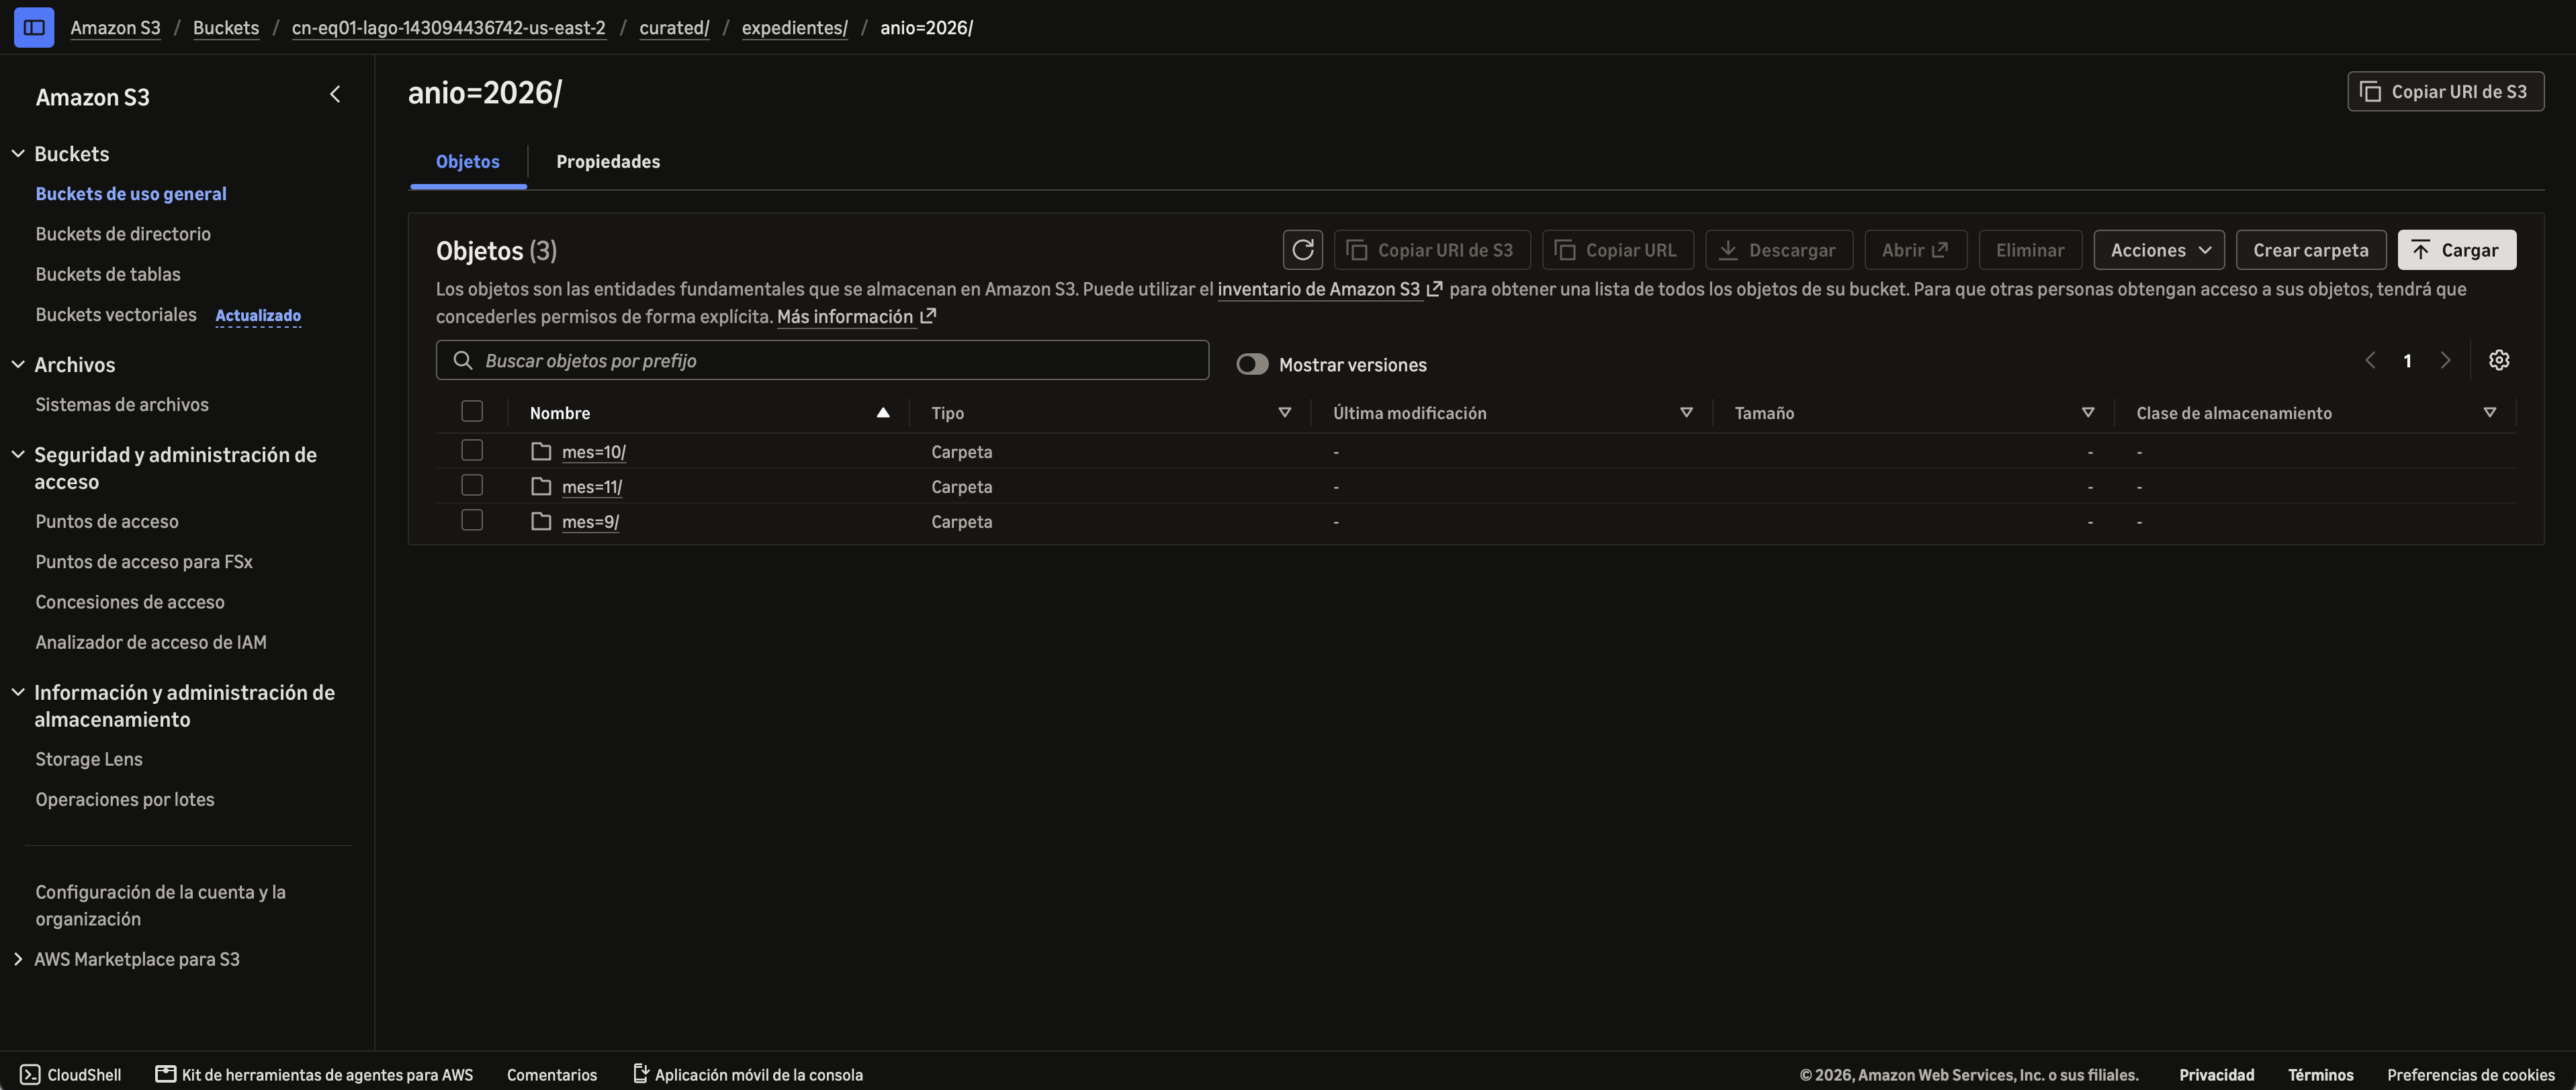 Amazon S3 / Buckets / cn-eq01-lago-143094436742-us-east-2 / curated/ / expedientes/ / anio=2026/
Amazon S3
Buckets
Buckets de uso general
Buckets de directorio
Buckets de tablas
Buckets vectoriales Actualizado
Archivos
Sistemas de archivos
Seguridad y administración de
acceso
Puntos de acceso
Puntos de acceso para FSx
Concesiones de acceso
Analizador de acceso de IAM
Información y administración de
almacenamiento
Storage Lens
Operaciones por lotes
Configuración de la cuenta y la
organización
AWS Marketplace para S3
anio=2026/
Copiar URI de S3
Objetos Propiedades
Objetos (3)
Copiar URI de S3 Copiar URL Descargar Abrir Eliminar Acciones Crear carpeta Cargar
Los objetos son las entidades fundamentales que se almacenan en Amazon S3. Puede utilizar el inventario de Amazon S3 para obtener una lista de todos los objetos de su bucket. Para que otras personas obtengan acceso a sus objetos, tendrá que
concederles permisos de forma explícita. Más información
Buscar objetos por prefijo Mostrar versiones 1
Nombre Tipo Última modificación Tamaño Clase de almacenamiento
mes=10/ Carpeta - - -
mes=11/ Carpeta - - -
mes=9/ Carpeta - - -
CloudShell Kit de herramientas de agentes para AWS Comentarios Aplicación móvil de la consola © 2026, Amazon Web Services, Inc. o sus filiales. Privacidad Términos Preferencias de cookies